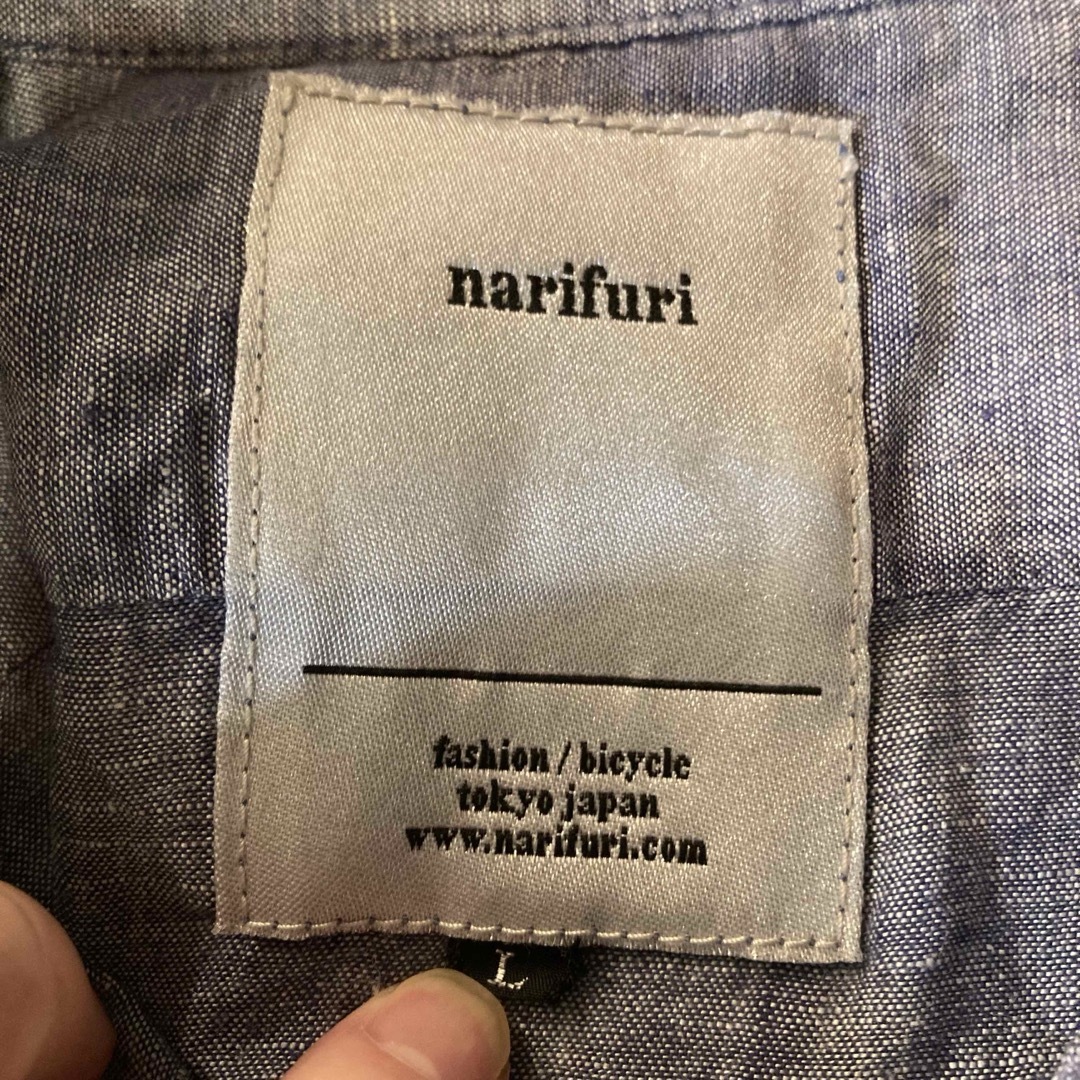 narifuri
fashion / bicycle
tokyo japan
www.narifuri.com
L